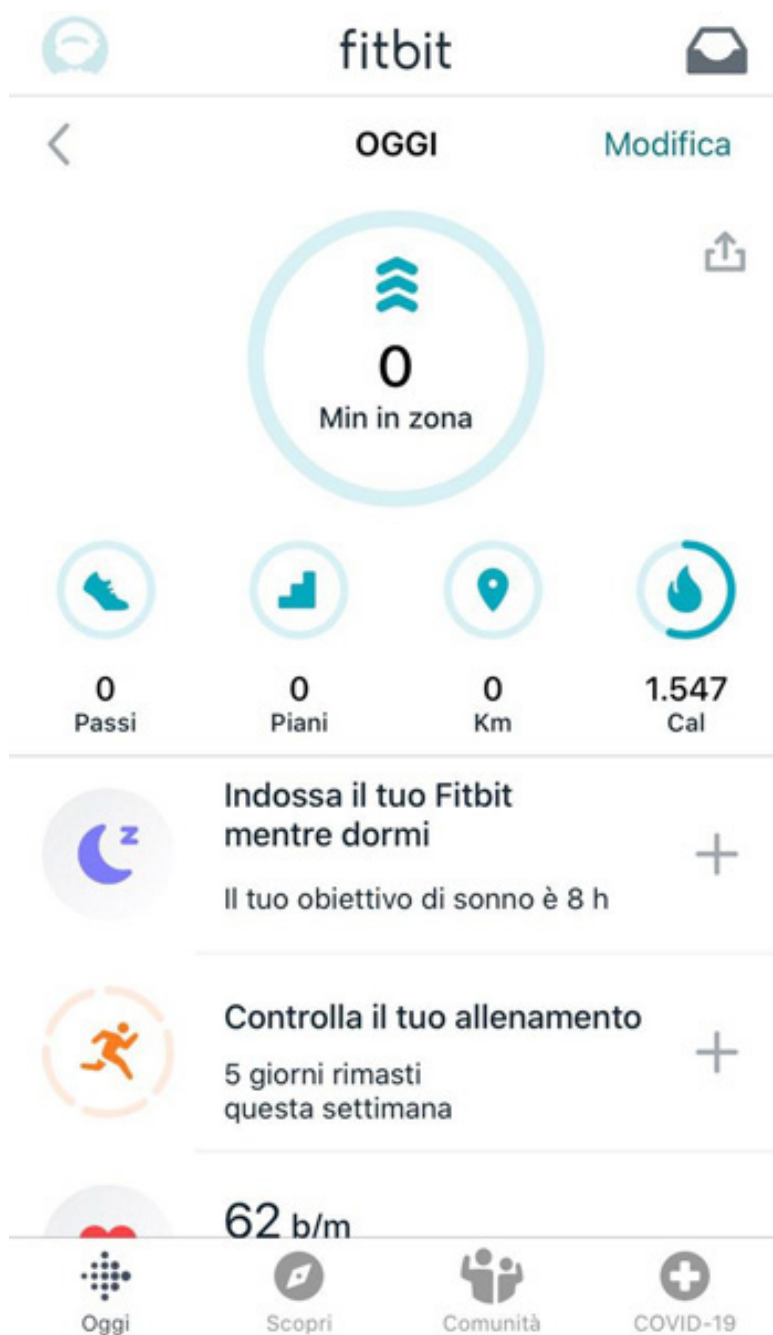 fitbit
OGGI
Modifica
0
Min in zona
0
Passi
0
Piani
0
Km
1.547
Cal
z
Indossa il tuo Fitbit
mentre dormi
Il tuo obiettivo di sonno è 8 h
Controlla il tuo allenamento
5 giorni rimasti
questa settimana
62 b/m
Oggi
Scopri
Comunità
COVID-19